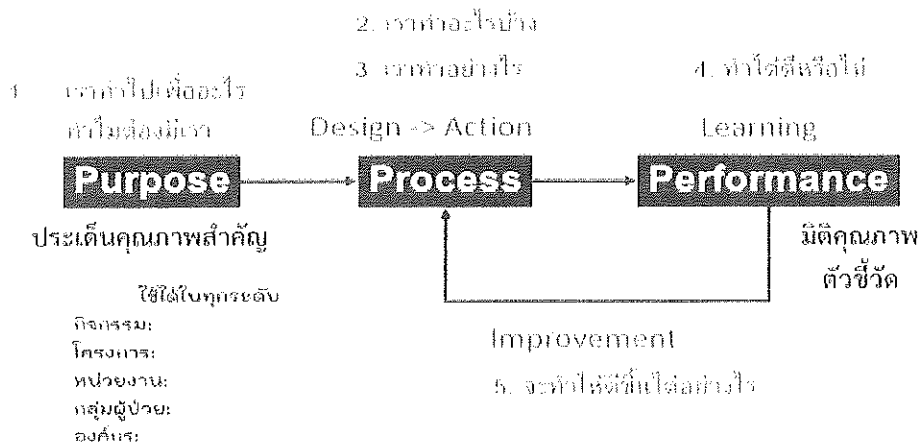 2. เราทำอะไรบ้าง
3 เราทำอย่างไร
4. ทำได้ดีหรือไม่
1 เราทำไปเพื่ออะไร
ทำไมต้องมีเรา
Design -> Action
Learning
Purpose
Process
Performance
ประเด็นคุณภาพสำคัญ
มิติคุณภาพ
ตัวชี้วัด
ใช้ได้ในทุกระดับ
กิจกรรม:
โครงการ:
หน่วยงาน:
กลุ่มผู้ป่วย:
องค์กร:
Improvement
5. จะทำให้ดีขึ้นได้อย่างไร